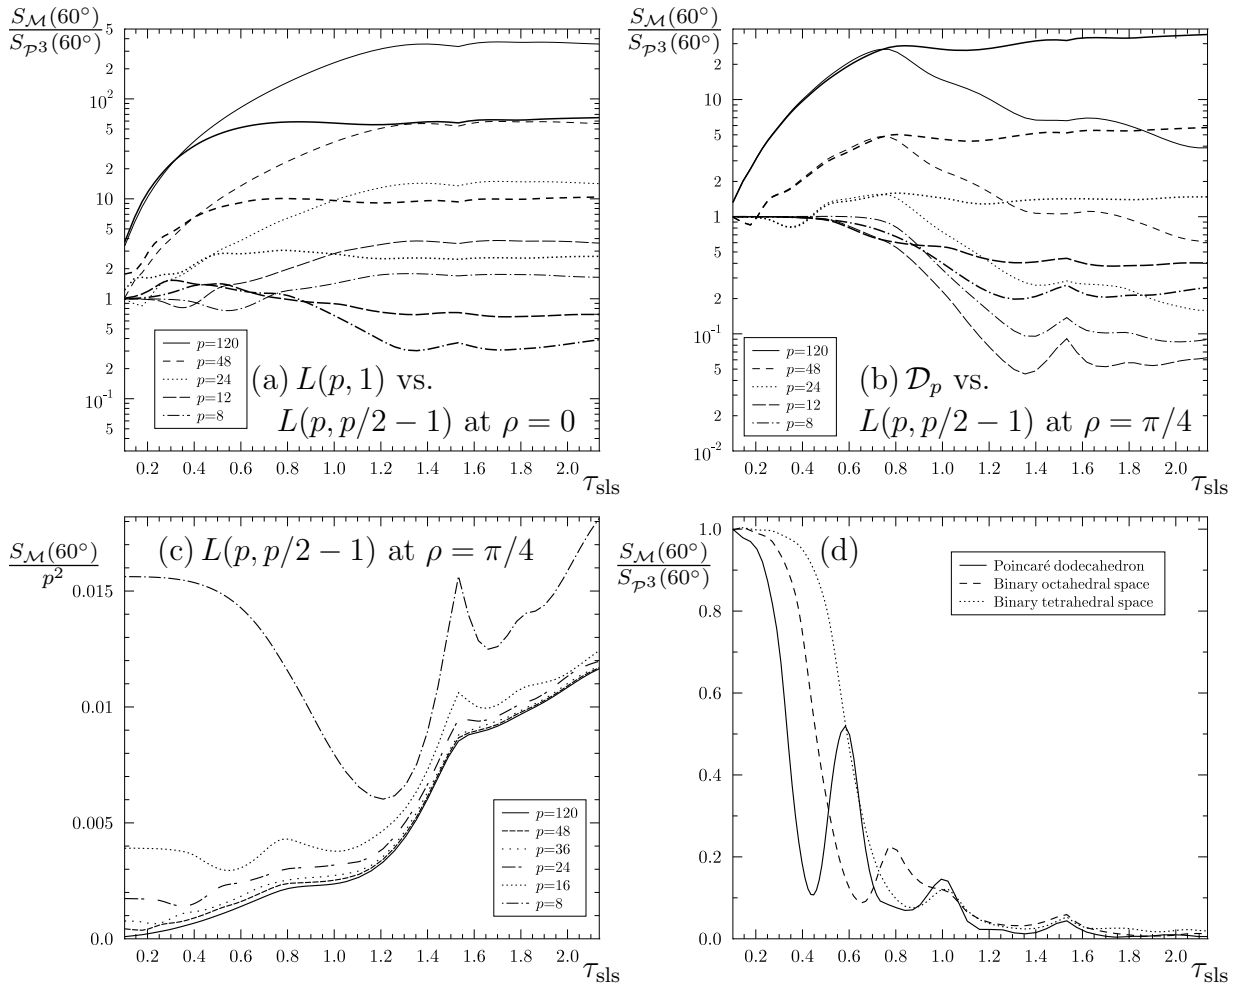 S_M(60°)
S_P³(60°)
5
2
10²
5
2
10
5
2
1
5
2
10⁻¹
5
p=120
p=48
p=24
p=12
p=8
(a) L(p, 1) vs.
L(p, p/2 − 1) at ρ = 0
0.2 0.4 0.6 0.8 1.0 1.2 1.4 1.6 1.8 2.0
τ_sls
S_M(60°)
S_P³(60°)
2
10
5
2
1
5
2
10⁻¹
5
2
10⁻²
p=120
p=48
p=24
p=12
p=8
(b) D_p vs.
L(p, p/2 − 1) at ρ = π/4
0.2 0.4 0.6 0.8 1.0 1.2 1.4 1.6 1.8 2.0
τ_sls
S_M(60°)
p²
(c) L(p, p/2 − 1) at ρ = π/4
0.015
0.01
0.005
0.0
p=120
p=48
p=36
p=24
p=16
p=8
0.2 0.4 0.6 0.8 1.0 1.2 1.4 1.6 1.8 2.0
τ_sls
S_M(60°)
S_P³(60°)
(d)
1.0
0.8
0.6
0.4
0.2
0.0
Poincaré dodecahedron
Binary octahedral space
Binary tetrahedral space
0.2 0.4 0.6 0.8 1.0 1.2 1.4 1.6 1.8 2.0
τ_sls